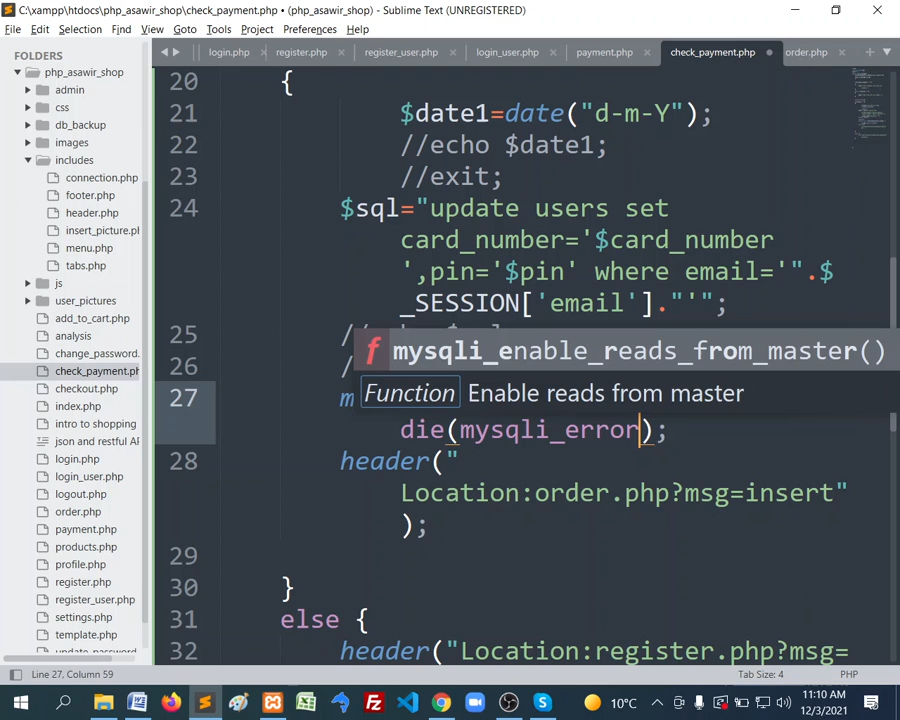 C:\xampp\htdocs\php_asawir_shop\check_payment.php • (php_asawir_shop) - Sublime Text (UNREGISTERED)
File Edit Selection Find View Goto Tools Project Preferences Help
FOLDERS
php_asawir_shop
admin
css
db_backup
images
includes
connection.php
footer.php
header.php
insert_picture.pl
menu.php
tabs.php
js
user_pictures
add_to_cart.php
analysis
change_password.
check_payment.ph
checkout.php
index.php
intro to shopping
json and restful AP
login.php
login_user.php
logout.php
order.php
payment.php
products.php
profile.php
register.php
register_user.php
settings.php
template.php
update_password
login.php register.php register_user.php login_user.php payment.php check_payment.php order.php
20 {
21 $date1=date("d-m-Y");
22 //echo $date1;
23 //exit;
24 $sql="update users set
card_number='$card_number
',pin='$pin' where email='".$
_SESSION['email']."'";
25 //
26 /
27 m
die(mysqli_error);
f mysqli_enable_reads_from_master()
Function Enable reads from master
28 header("
Location:order.php?msg=insert"
);
29
30 }
31 else {
32 header("Location:register.php?msg=
Line 27, Column 59 Tab Size: 4 PHP
10°C 11:10 AM
12/3/2021